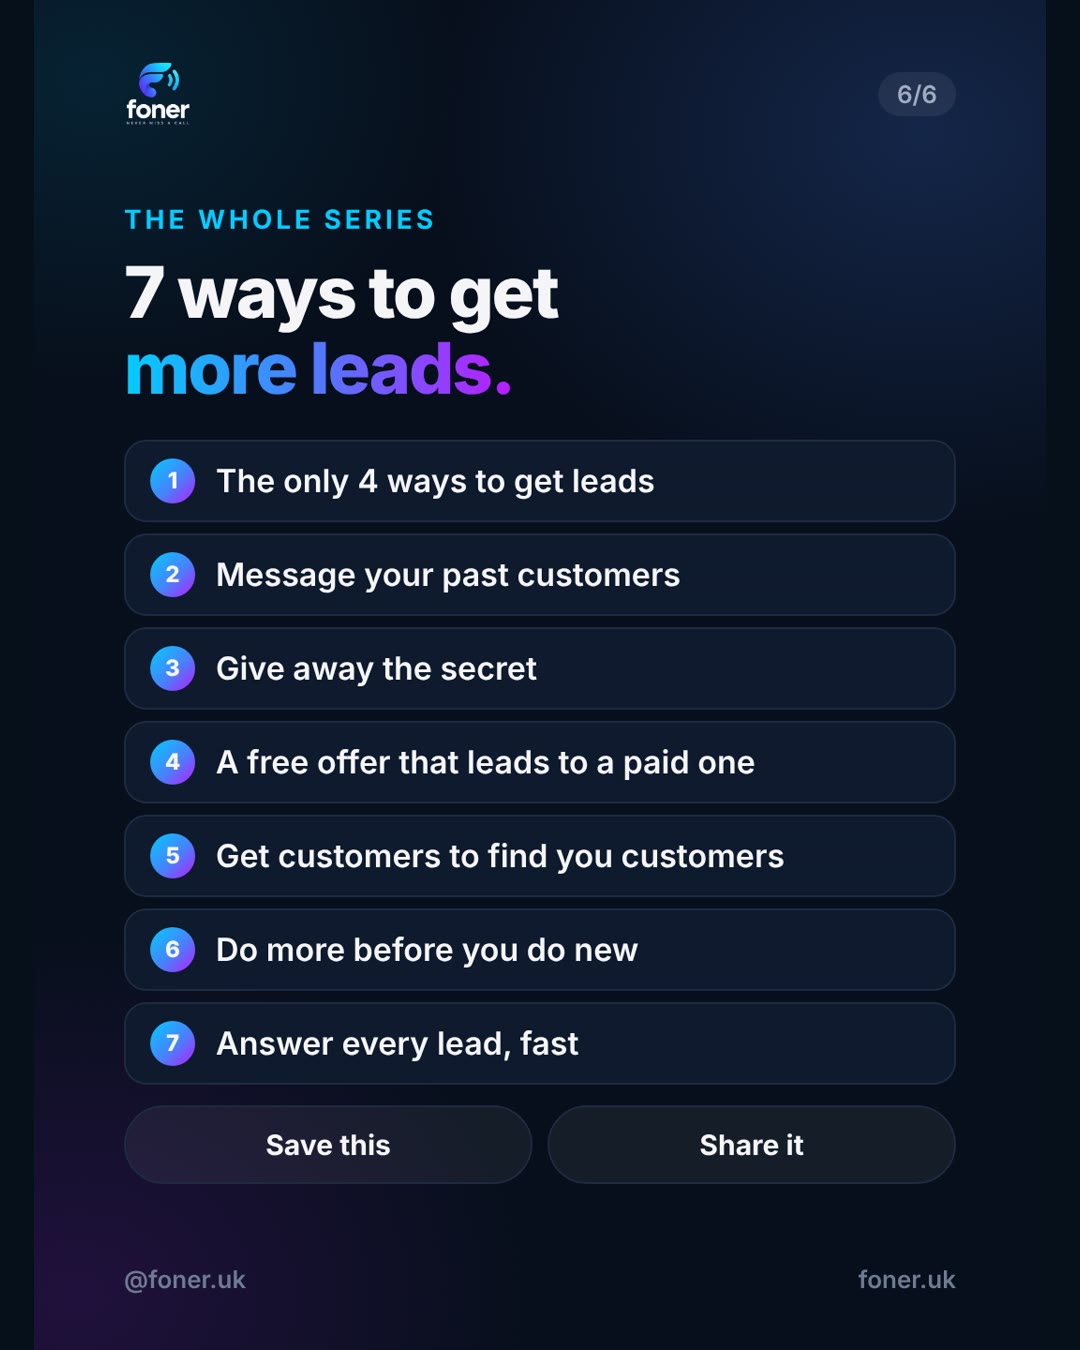 foner
NEVER MISS A CALL
6/6
THE WHOLE SERIES
7 ways to get
more leads.
1 The only 4 ways to get leads
2 Message your past customers
3 Give away the secret
4 A free offer that leads to a paid one
5 Get customers to find you customers
6 Do more before you do new
7 Answer every lead, fast
Save this
Share it
@foner.uk
foner.uk